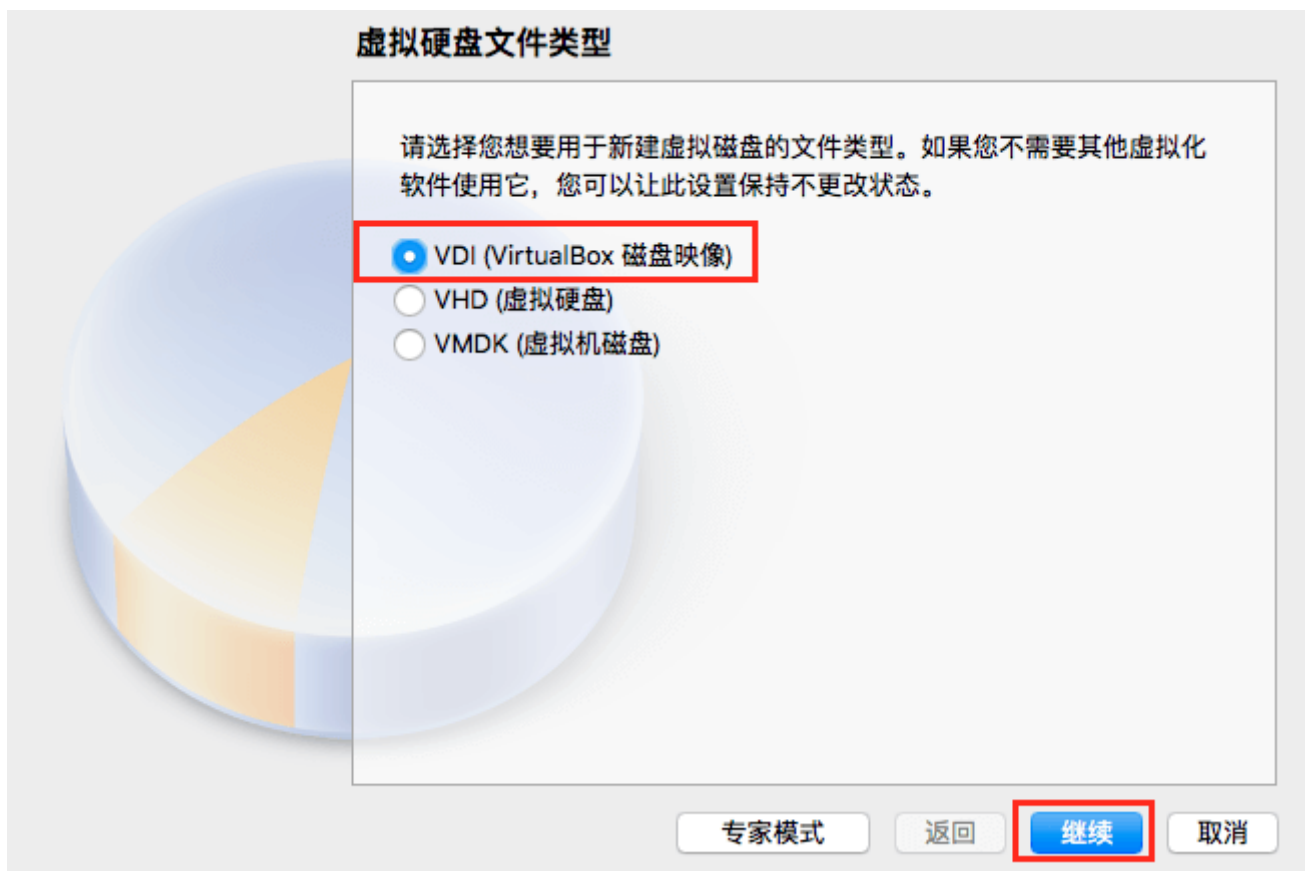 虚拟硬盘文件类型
请选择您想要用于新建虚拟磁盘的文件类型。如果您不需要其他虚拟化
软件使用它，您可以让此设置保持不更改状态。
VDI (VirtualBox 磁盘映像)
VHD (虚拟硬盘)
VMDK (虚拟机磁盘)
专家模式 返回 继续 取消